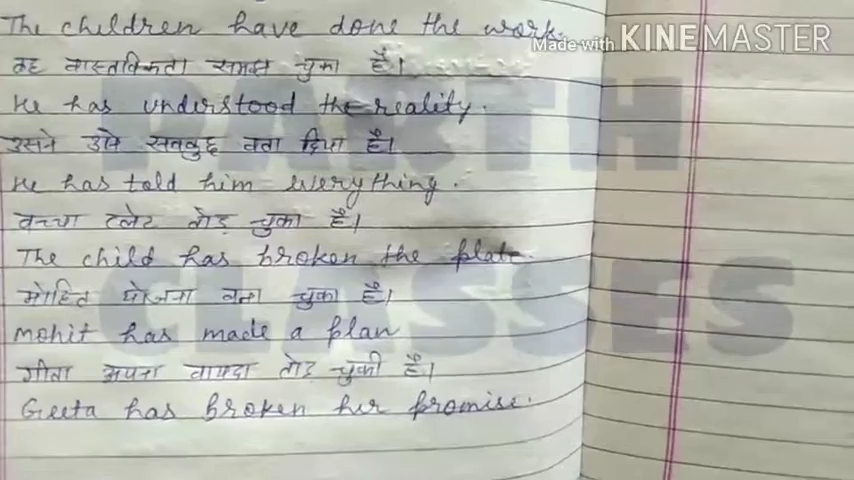 The children have done the work.
Made with KINEMASTER
वह वास्तविकता समझ चुका है।
He has understood the reality.
उसने उसे सबकुछ बता दिया है।
He has told him everything.
बच्चा प्लेट तोड़ चुका है।
The child has broken the plate.
मोहित योजना बना चुका है।
Mohit has made a plan
गीता अपना वायदा तोड़ चुकी है।
Geeta has broken her promise.
PARTH
CLASSES